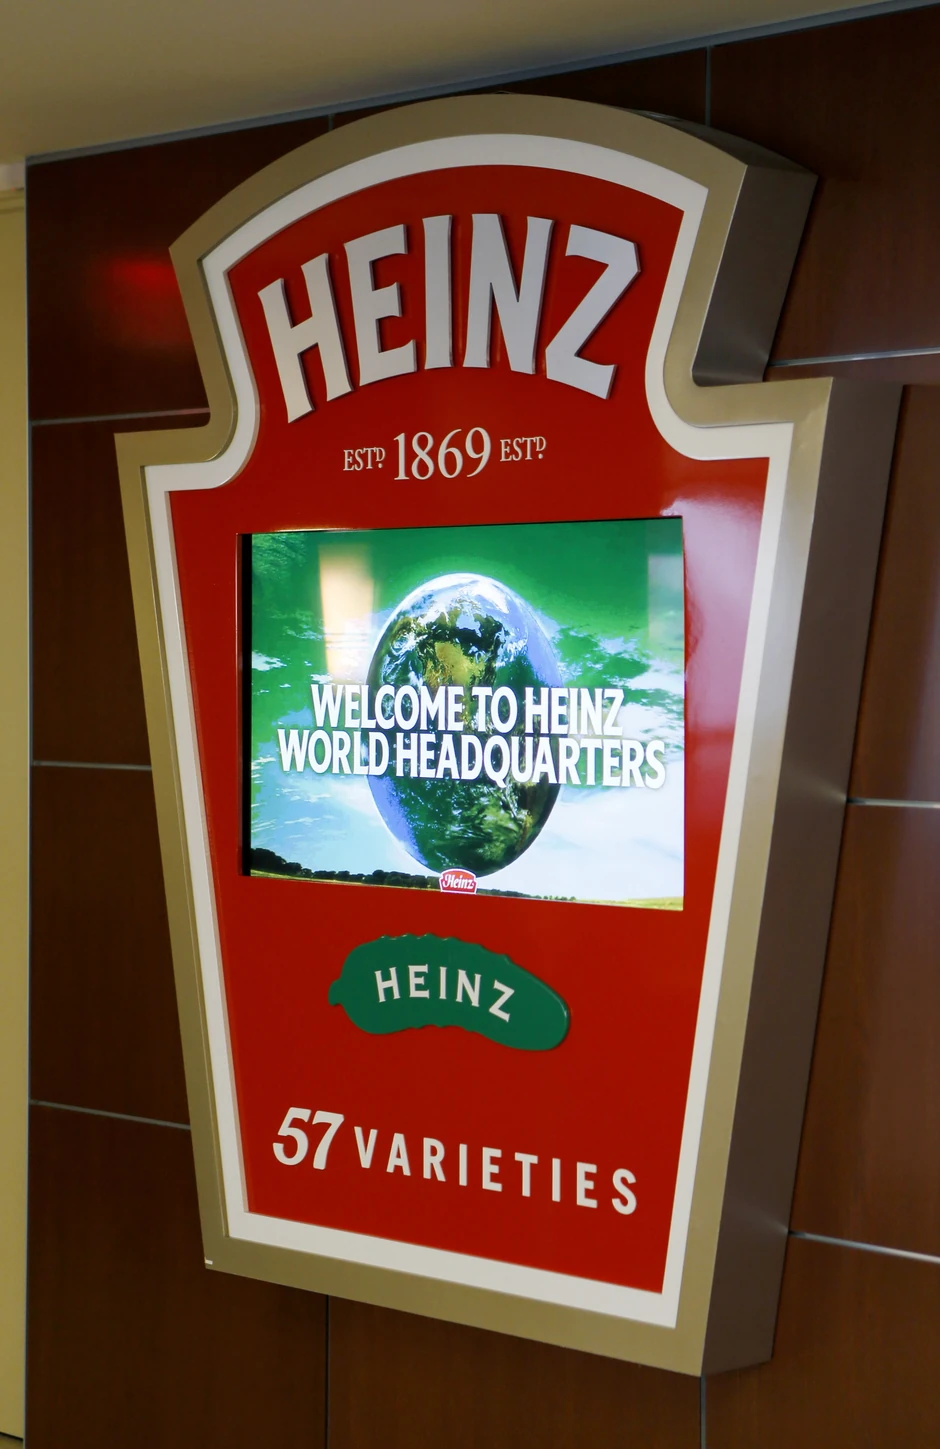 HEINZ
ESTD 1869 ESTD
WELCOME TO HEINZ
WORLD HEADQUARTERS
Heinz
HEINZ
57 VARIETIES